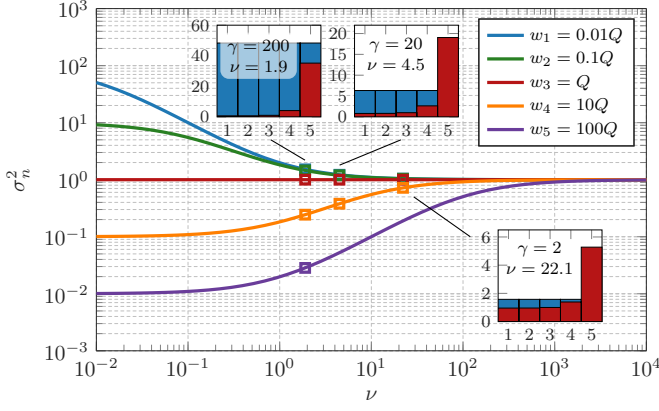 10^3
10^2
10^1
10^0
10^{-1}
10^{-2}
10^{-3}
σ_n^2
10^{-2} 10^{-1} 10^0 10^1 10^2 10^3 10^4
ν
60
40
20
0
γ = 200
ν = 1.9
1 2 3 4 5
20
15
10
5
0
γ = 20
ν = 4.5
1 2 3 4 5
w_1 = 0.01Q
w_2 = 0.1Q
w_3 = Q
w_4 = 10Q
w_5 = 100Q
6
4
2
0
γ = 2
ν = 22.1
1 2 3 4 5